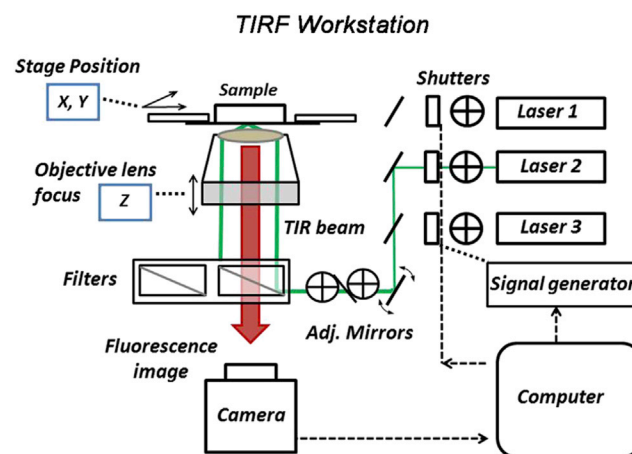 TIRF Workstation
Stage Position
X, Y
Sample
Shutters
Laser 1
Laser 2
Laser 3
Objective lens
focus
Z
TIR beam
Filters
Signal generator
Adj. Mirrors
Fluorescence
image
Camera
Computer